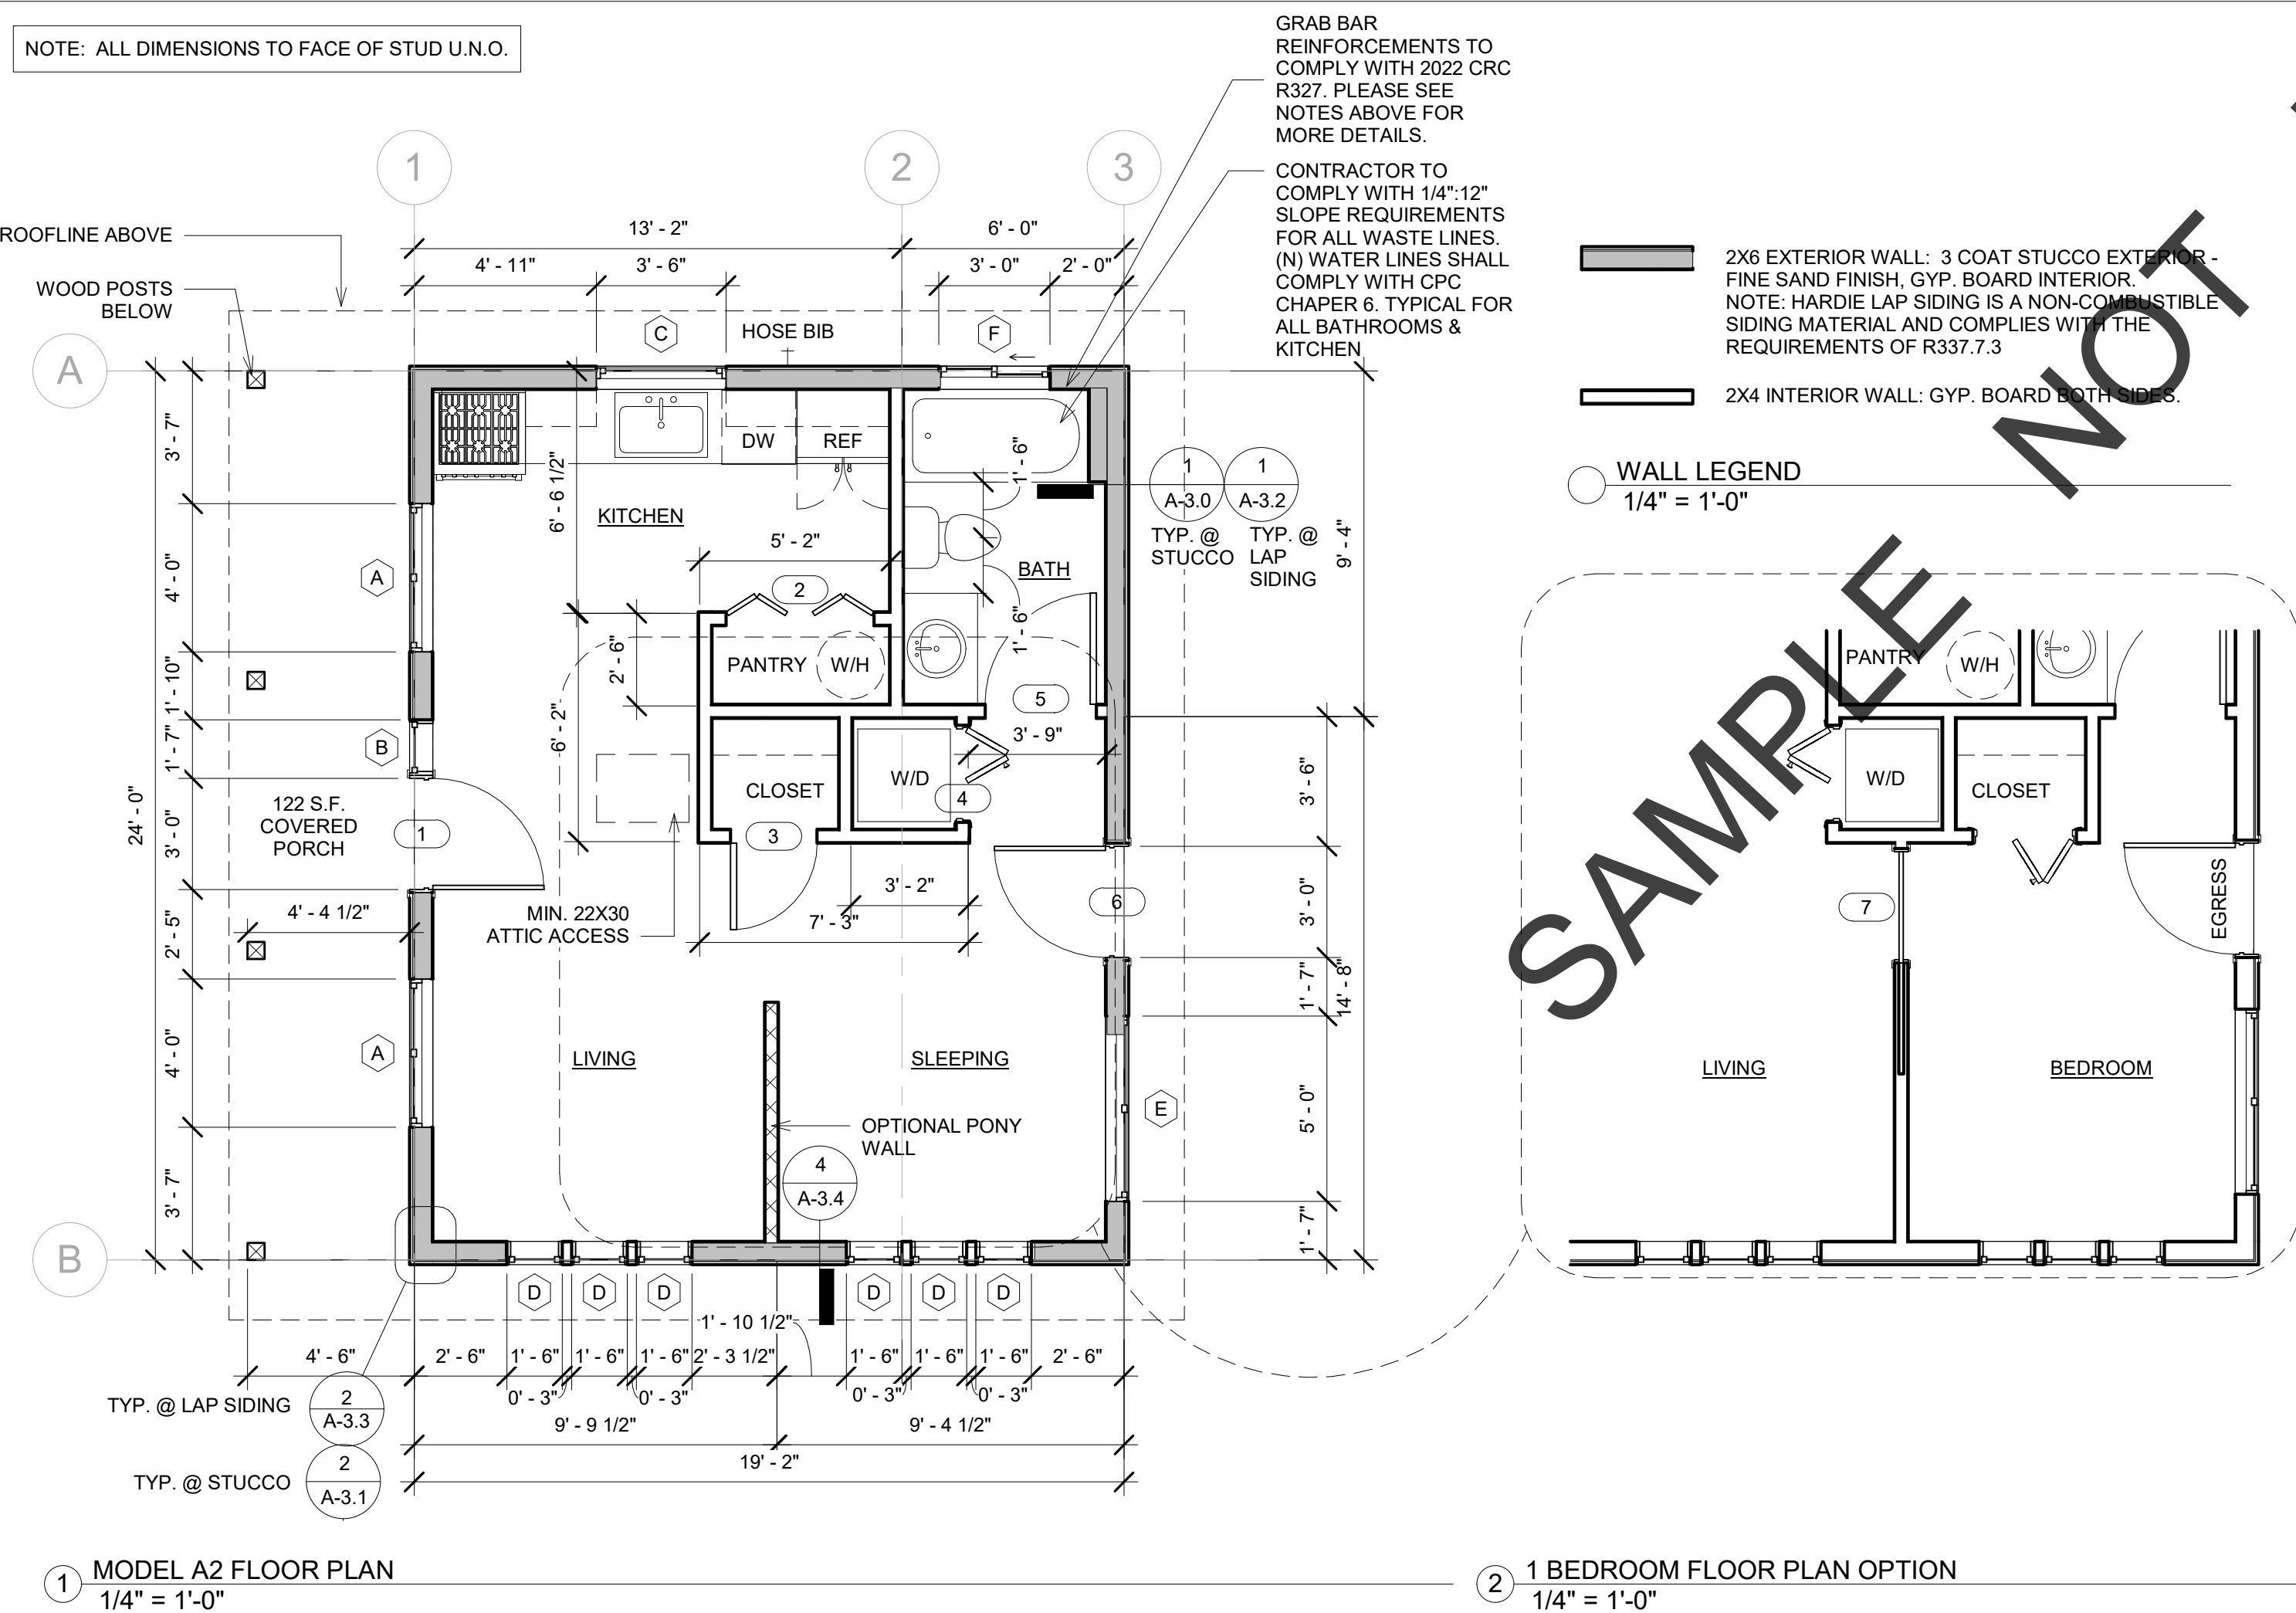 NOTE: ALL DIMENSIONS TO FACE OF STUD U.N.O.
GRAB BAR
REINFORCEMENTS TO
COMPLY WITH 2022 CRC
R327. PLEASE SEE
NOTES ABOVE FOR
MORE DETAILS.
CONTRACTOR TO
COMPLY WITH 1/4":12"
SLOPE REQUIREMENTS
FOR ALL WASTE LINES.
(N) WATER LINES SHALL
COMPLY WITH CPC
CHAPER 6. TYPICAL FOR
ALL BATHROOMS &
KITCHEN
1
2
3
ROOFLINE ABOVE
WOOD POSTS
BELOW
13' - 2"
6' - 0"
4' - 11"
3' - 6"
3' - 0"
2' - 0"
C
HOSE BIB
F
A
3' - 7"
4' - 0"
1' - 10"
1' - 7"
3' - 0"
2' - 5"
4' - 0"
3' - 7"
24' - 0"
A
B
A
DW
REF
KITCHEN
6' - 6 1/2"
5' - 2"
2
1' - 6"
BATH
1' - 6"
1
A-3.0
1
A-3.2
TYP. @
STUCCO
TYP. @
LAP
SIDING
9' - 4"
2' - 6"
PANTRY
W/H
5
6' - 2"
3' - 9"
CLOSET
W/D
4
3
122 S.F.
COVERED
PORCH
1
3' - 6"
3' - 0"
1' - 7"
14' - 8"
5' - 0"
1' - 7"
4' - 4 1/2"
MIN. 22X30
ATTIC ACCESS
3' - 2"
7' - 3"
6
LIVING
SLEEPING
E
OPTIONAL PONY
WALL
4
A-3.4
B
D
D
D
D
D
D
1' - 10 1/2"
4' - 6"
2' - 6"
1' - 6"
1' - 6"
1' - 6"
2' - 3 1/2"
1' - 6"
1' - 6"
1' - 6"
2' - 6"
0' - 3"
0' - 3"
0' - 3"
0' - 3"
9' - 9 1/2"
9' - 4 1/2"
19' - 2"
TYP. @ LAP SIDING
2
A-3.3
TYP. @ STUCCO
2
A-3.1
1
MODEL A2 FLOOR PLAN
1/4" = 1'-0"
2X6 EXTERIOR WALL: 3 COAT STUCCO EXTERIOR -
FINE SAND FINISH, GYP. BOARD INTERIOR.
NOTE: HARDIE LAP SIDING IS A NON-COMBUSTIBLE
SIDING MATERIAL AND COMPLIES WITH THE
REQUIREMENTS OF R337.7.3
2X4 INTERIOR WALL: GYP. BOARD BOTH SIDES.
WALL LEGEND
1/4" = 1'-0"
SAMPLE NOT
PANTRY
W/H
W/D
CLOSET
7
EGRESS
LIVING
BEDROOM
2
1 BEDROOM FLOOR PLAN OPTION
1/4" = 1'-0"